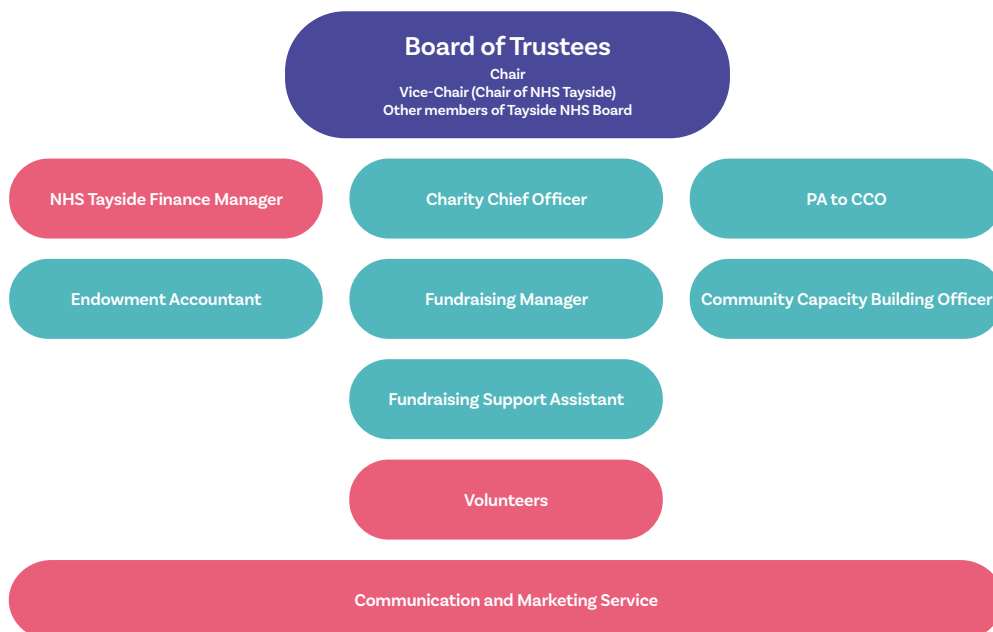 Board of Trustees
Chair
Vice-Chair (Chair of NHS Tayside)
Other members of Tayside NHS Board
NHS Tayside Finance Manager
Charity Chief Officer
PA to CCO
Endowment Accountant
Fundraising Manager
Community Capacity Building Officer
Fundraising Support Assistant
Volunteers
Communication and Marketing Service